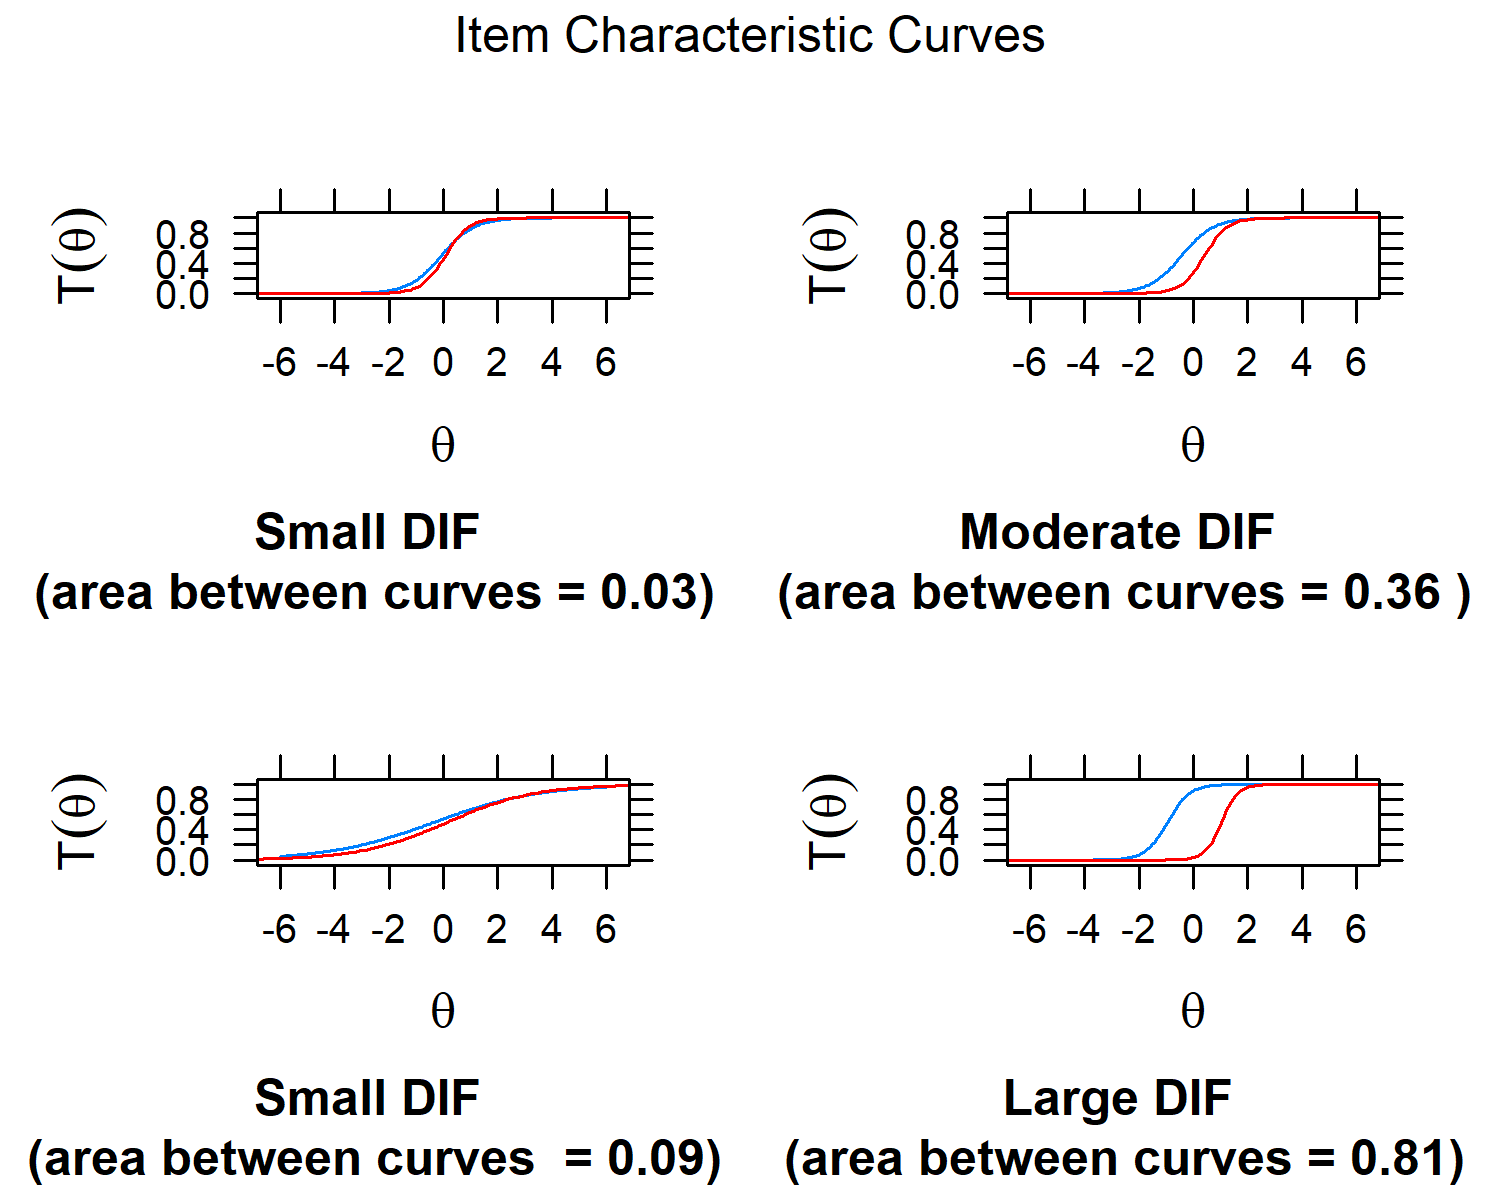 Item Characteristic Curves
T(θ)
0.8
0.4
0.0
-6 -4 -2 0 2 4 6
θ
Small DIF
(area between curves = 0.03)
T(θ)
0.8
0.4
0.0
-6 -4 -2 0 2 4 6
θ
Moderate DIF
(area between curves = 0.36 )
T(θ)
0.8
0.4
0.0
-6 -4 -2 0 2 4 6
θ
Small DIF
(area between curves  = 0.09)
T(θ)
0.8
0.4
0.0
-6 -4 -2 0 2 4 6
θ
Large DIF
(area between curves = 0.81)